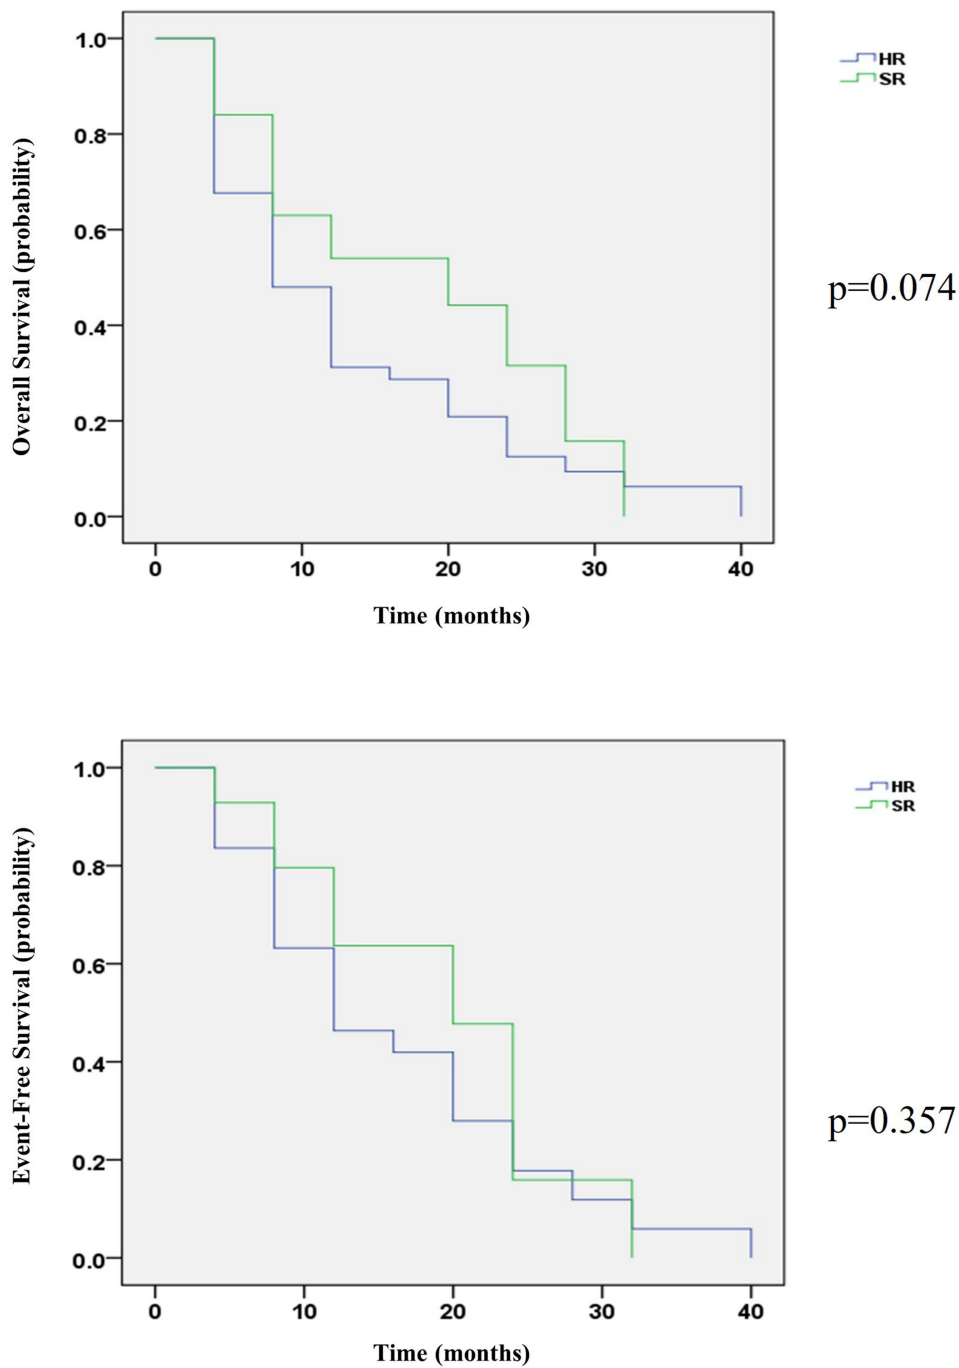 HR
SR
1.0
0.8
0.6
0.4
0.2
0.0
Overall Survival (probability)
p=0.074
0 10 20 30 40
Time (months)
HR
SR
1.0
0.8
0.6
0.4
0.2
0.0
Event-Free Survival (probability)
p=0.357
0 10 20 30 40
Time (months)